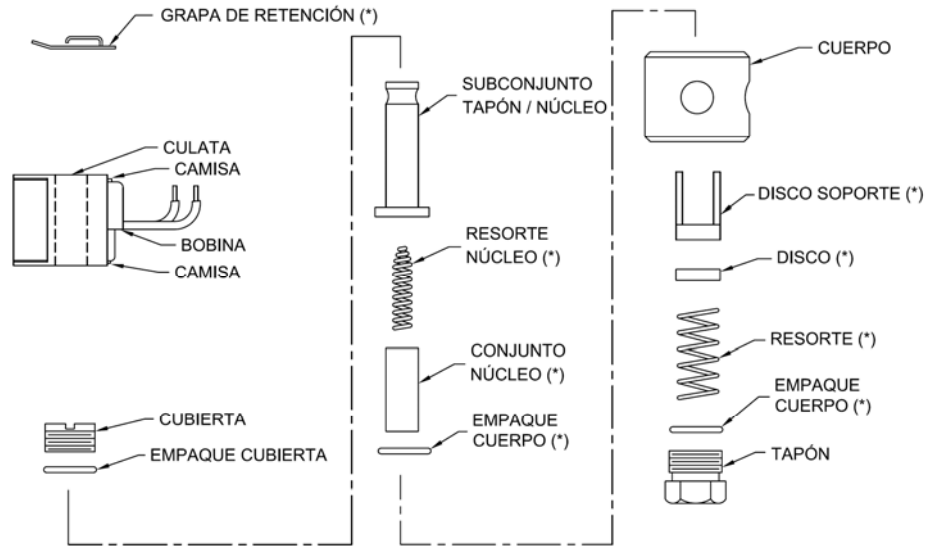 GRAPA DE RETENCIÓN (*)
CULATA
CAMISA
BOBINA
CAMISA
CUBIERTA
EMPAQUE CUBIERTA
SUBCONJUNTO
TAPÓN / NÚCLEO
RESORTE
NÚCLEO (*)
CONJUNTO
NÚCLEO (*)
EMPAQUE
CUERPO (*)
CUERPO
DISCO SOPORTE (*)
DISCO (*)
RESORTE (*)
EMPAQUE
CUERPO (*)
TAPÓN